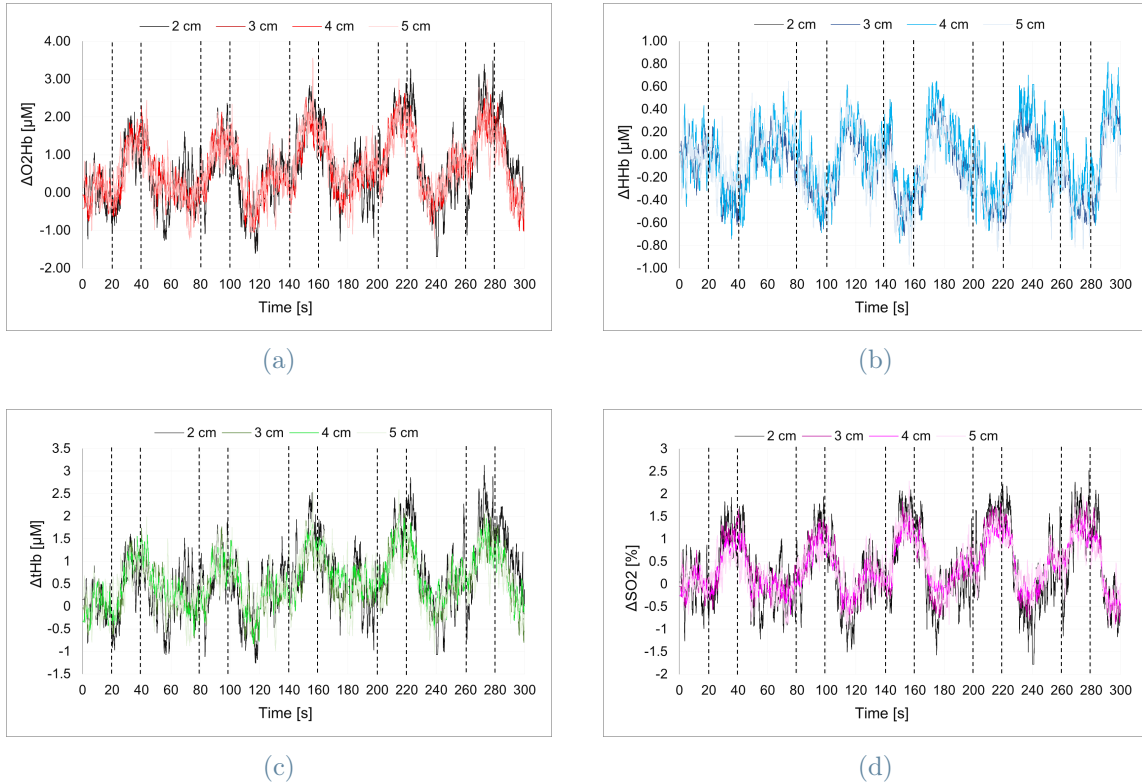 2 cm 3 cm 4 cm 5 cm
4.00
3.00
2.00
1.00
0.00
-1.00
-2.00
ΔO2Hb [µM]
0 20 40 60 80 100 120 140 160 180 200 220 240 260 280 300
Time [s]
(a)
2 cm 3 cm 4 cm 5 cm
1.00
0.80
0.60
0.40
0.20
0.00
-0.20
-0.40
-0.60
-0.80
-1.00
ΔHHb [µM]
0 20 40 60 80 100 120 140 160 180 200 220 240 260 280 300
Time [s]
(b)
2 cm 3 cm 4 cm 5 cm
3.5
3
2.5
2
1.5
1
0.5
0
-0.5
-1
-1.5
ΔtHb [µM]
0 20 40 60 80 100 120 140 160 180 200 220 240 260 280 300
Time [s]
(c)
2 cm 3 cm 4 cm 5 cm
3
2.5
2
1.5
1
0.5
0
-0.5
-1
-1.5
-2
ΔSO2 [%]
0 20 40 60 80 100 120 140 160 180 200 220 240 260 280 300
Time [s]
(d)